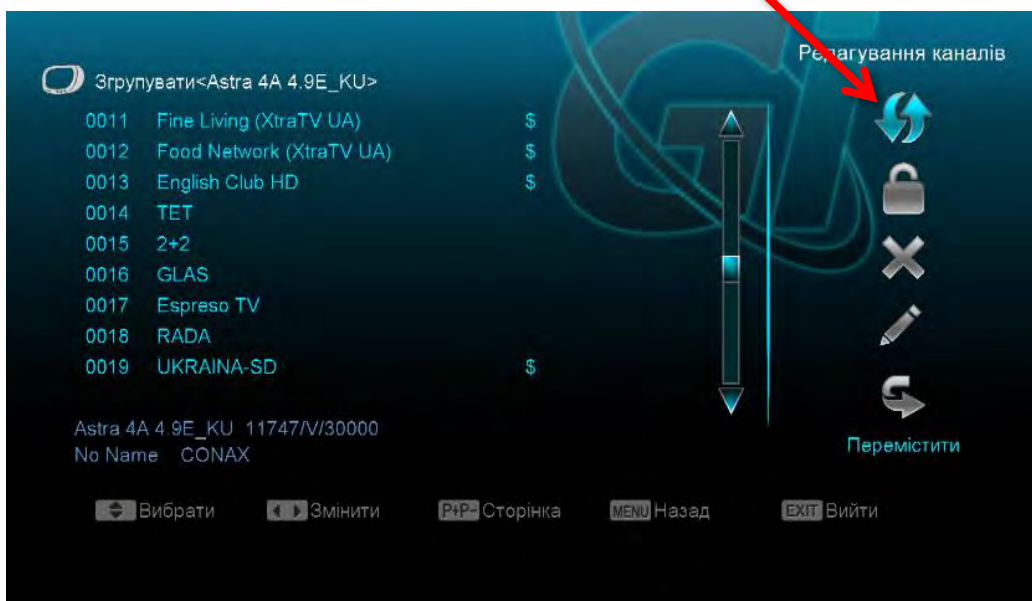 Редагування каналів
Згрупувати<Astra 4A 4.9E_KU>
0011 Fine Living (XtraTV UA) $
0012 Food Network (XtraTV UA) $
0013 English Club HD $
0014 TET
0015 2+2
0016 GLAS
0017 Espreso TV
0018 RADA
0019 UKRAINA-SD $
Astra 4A 4.9E_KU 11747/V/30000
No Name CONAX
Перемістити
Вибрати Змінити P+P- Сторінка MENU Назад EXIT Вийти